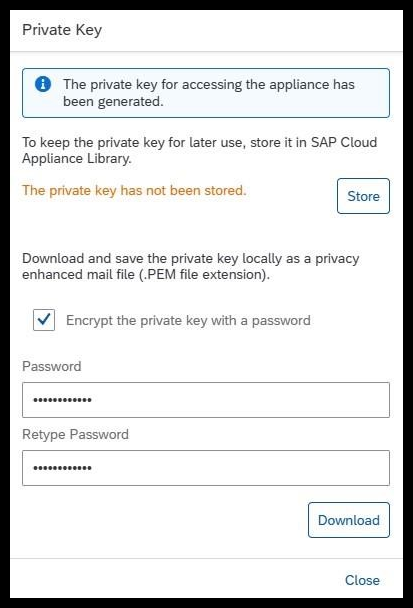 Private Key
The private key for accessing the appliance has
been generated.
To keep the private key for later use, store it in SAP Cloud
Appliance Library.
The private key has not been stored.
Store
Download and save the private key locally as a privacy
enhanced mail file (.PEM file extension).
Encrypt the private key with a password
Password
••••••••••••
Retype Password
••••••••••••
Download
Close